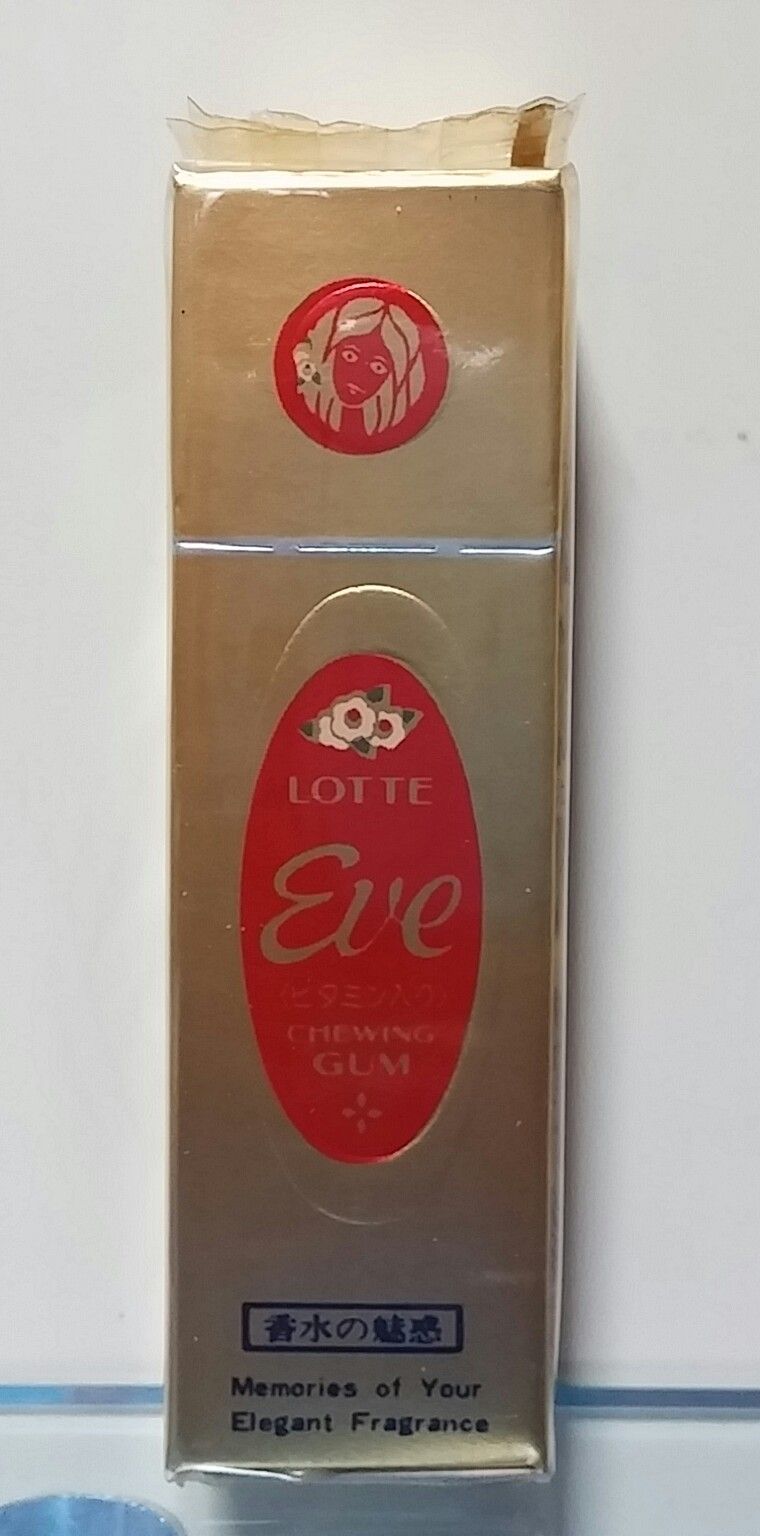 LOTTE
Eve
〈ビタミン入り〉
CHEWING
GUM
香水の魅惑
Memories of Your
Elegant Fragrance